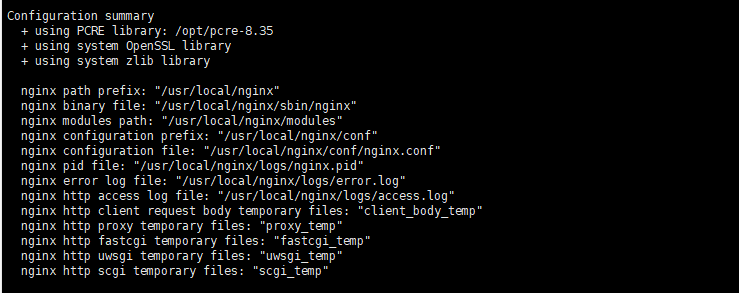 Configuration summary
+ using PCRE library: /opt/pcre-8.35
+ using system OpenSSL library
+ using system zlib library
nginx path prefix: "/usr/local/nginx"
nginx binary file: "/usr/local/nginx/sbin/nginx"
nginx modules path: "/usr/local/nginx/modules"
nginx configuration prefix: "/usr/local/nginx/conf"
nginx configuration file: "/usr/local/nginx/conf/nginx.conf"
nginx pid file: "/usr/local/nginx/logs/nginx.pid"
nginx error log file: "/usr/local/nginx/logs/error.log"
nginx http access log file: "/usr/local/nginx/logs/access.log"
nginx http client request body temporary files: "client_body_temp"
nginx http proxy temporary files: "proxy_temp"
nginx http fastcgi temporary files: "fastcgi_temp"
nginx http uwsgi temporary files: "uwsgi_temp"
nginx http scgi temporary files: "scgi_temp"